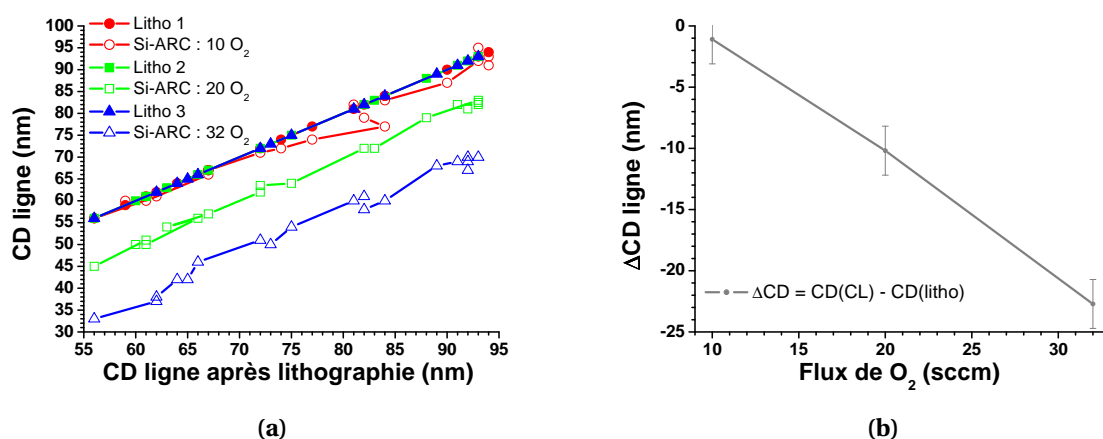 Litho 1
Si-ARC : 10 O2
Litho 2
Si-ARC : 20 O2
Litho 3
Si-ARC : 32 O2
100
95
90
85
80
75
70
65
60
55
50
45
40
35
30
CD ligne (nm)
55 60 65 70 75 80 85 90 95
CD ligne après lithographie (nm)
(a)
0
-5
-10
-15
-20
-25
ΔCD ligne (nm)
ΔCD = CD(CL) - CD(litho)
10 15 20 25 30
Flux de O2 (sccm)
(b)